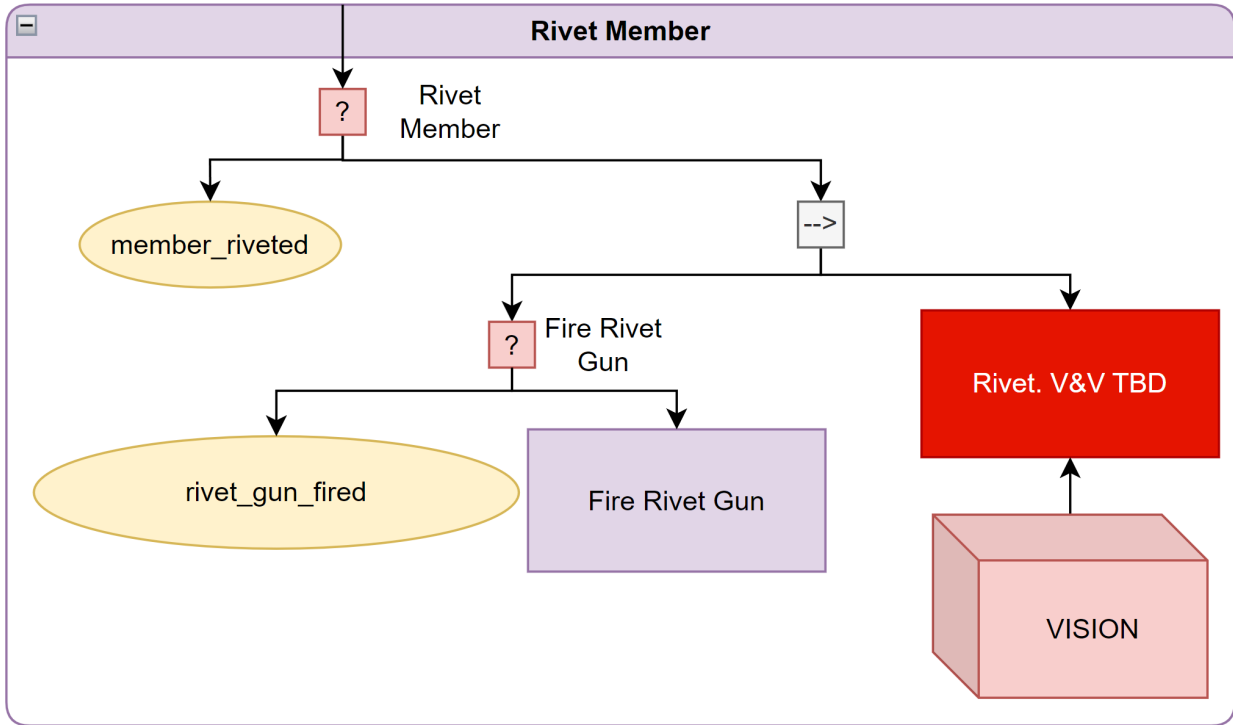 Rivet Member
?
Rivet
Member
member_riveted
-->
?
Fire Rivet
Gun
Rivet. V&V TBD
rivet_gun_fired
Fire Rivet Gun
VISION